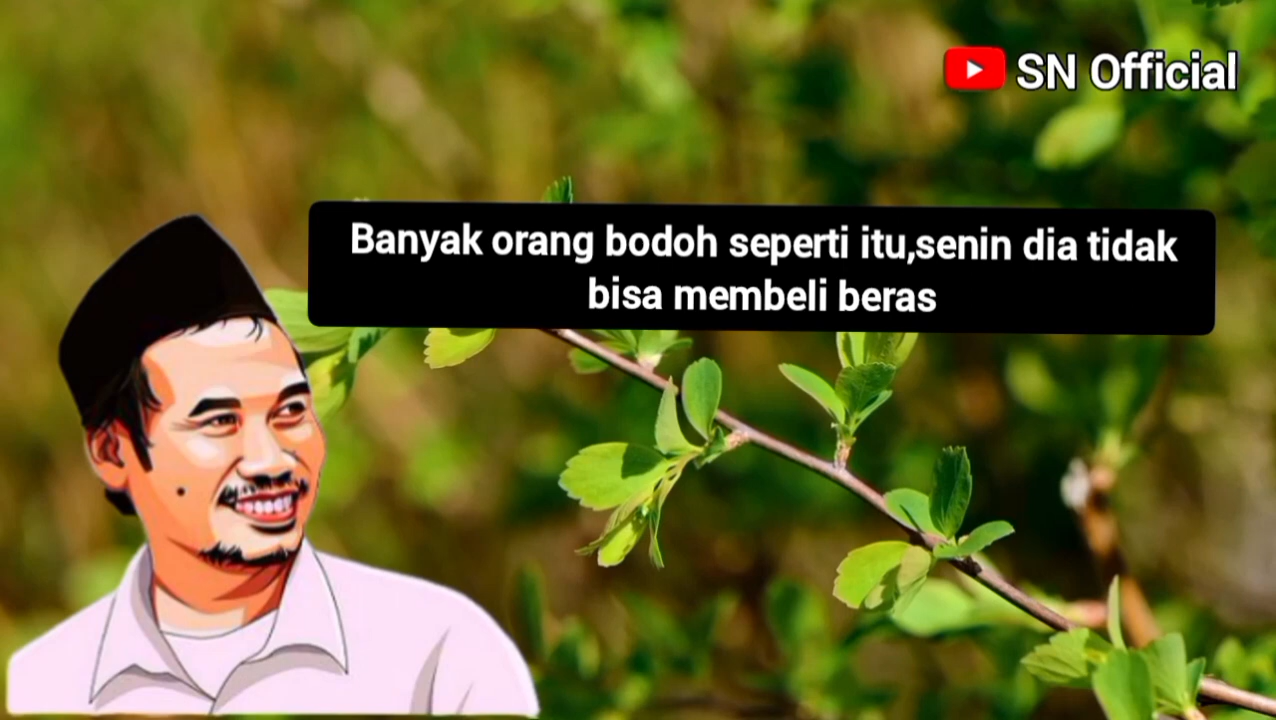 SN Official
Banyak orang bodoh seperti itu,senin dia tidak
bisa membeli beras